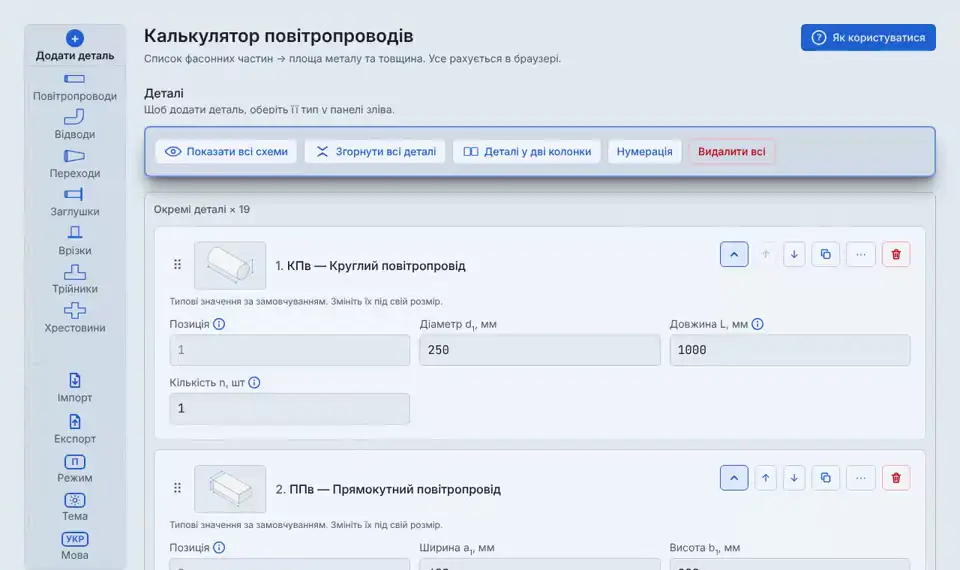 Додати деталь
Повітропроводи
Відводи
Переходи
Заглушки
Врізки
Трійники
Хрестовини
Імпорт
Експорт
П
Режим
Тема
УКР
Мова
Калькулятор повітропроводів
Як користуватися
Список фасонних частин → площа металу та товщина. Усе рахується в браузері.
Деталі
Щоб додати деталь, оберіть її тип у панелі зліва.
Показати всі схеми
Згорнути всі деталі
Деталі у дві колонки
Нумерація
Видалити всі
Окремі деталі × 19
1. КПв — Круглий повітропровід
Типові значення за замовчуванням. Змініть їх під свій розмір.
Позиція
Діаметр d₁, мм
Довжина L, мм
1
250
1000
Кількість n, шт
1
2. ППв — Прямокутний повітропровід
Типові значення за замовчуванням. Змініть їх під свій розмір.
Позиція
Ширина a₁, мм
Висота b₁, мм